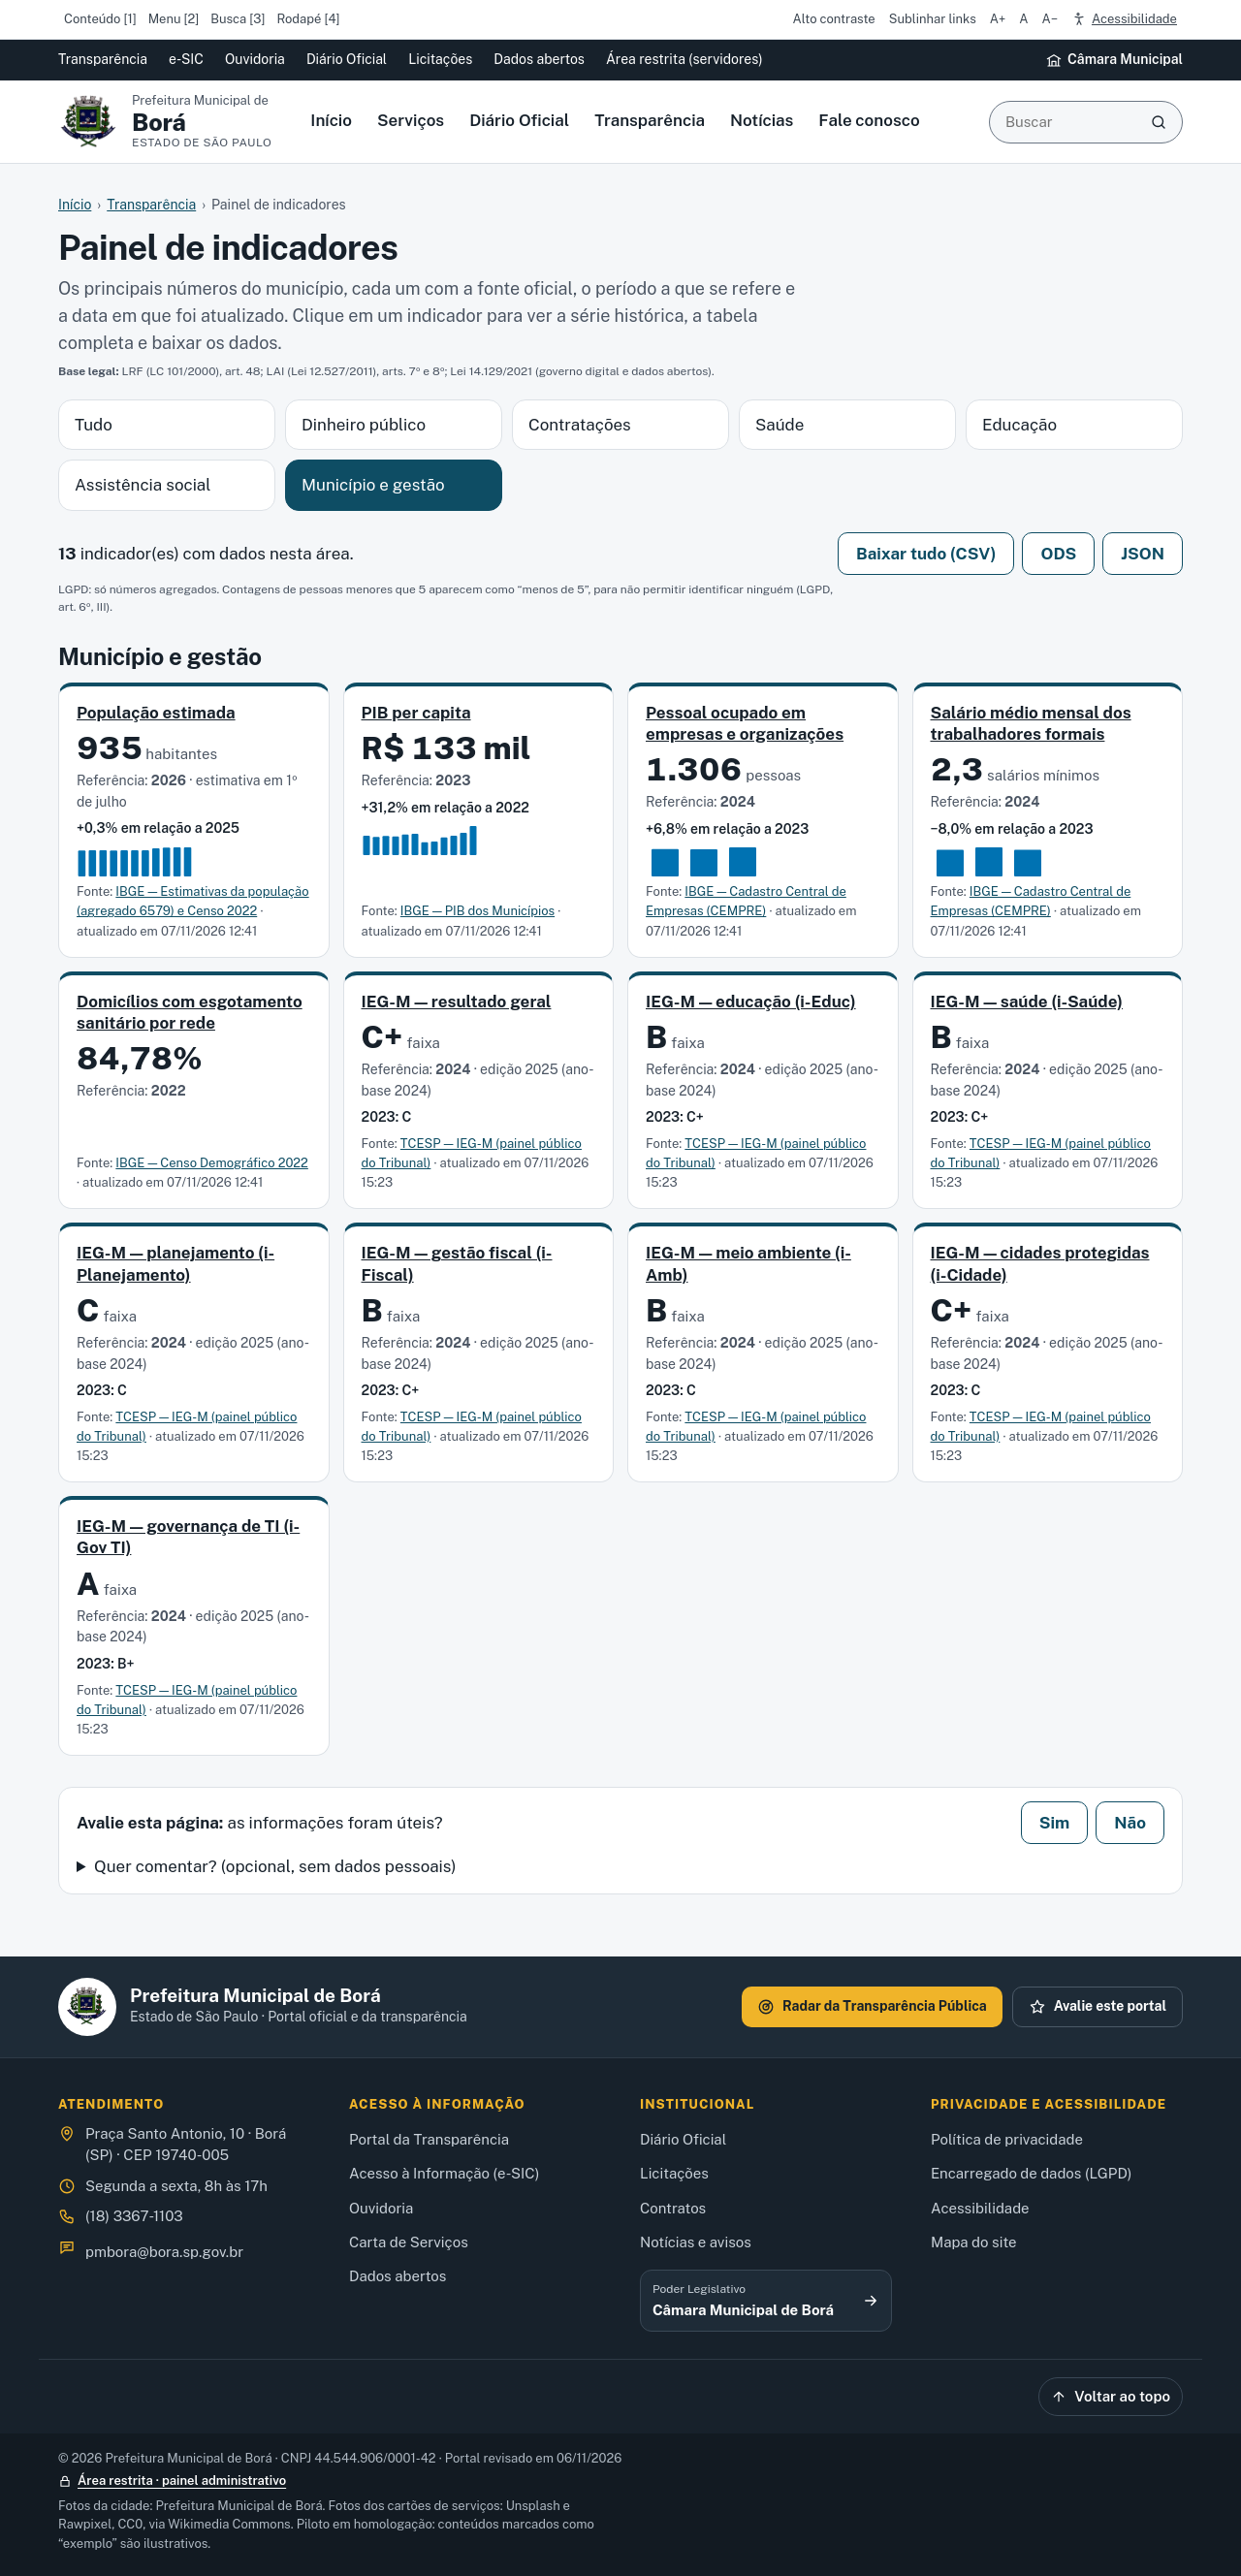 Conteúdo [1] Menu [2] Busca [3] Rodapé [4] Alto contraste Sublinhar links A+ A A− Acessibilidade
Transparência e-SIC Ouvidoria Diário Oficial Licitações Dados abertos Área restrita (servidores) Câmara Municipal
Prefeitura Municipal de
Borá
ESTADO DE SÃO PAULO
Início Serviços Diário Oficial Transparência Notícias Fale conosco Buscar
Início › Transparência › Painel de indicadores
Painel de indicadores
Os principais números do município, cada um com a fonte oficial, o período a que se refere e
a data em que foi atualizado. Clique em um indicador para ver a série histórica, a tabela
completa e baixar os dados.
Base legal: LRF (LC 101/2000), art. 48; LAI (Lei 12.527/2011), arts. 7º e 8º; Lei 14.129/2021 (governo digital e dados abertos).
Tudo Dinheiro público Contratações Saúde Educação
Assistência social Município e gestão
13 indicador(es) com dados nesta área. Baixar tudo (CSV) ODS JSON
LGPD: só números agregados. Contagens de pessoas menores que 5 aparecem como “menos de 5”, para não permitir identificar ninguém (LGPD,
art. 6º, III).
Município e gestão
População estimada
935 habitantes
Referência: 2026 · estimativa em 1º
de julho
+0,3% em relação a 2025
Fonte: IBGE — Estimativas da população
(agregado 6579) e Censo 2022 ·
atualizado em 07/11/2026 12:41
PIB per capita
R$ 133 mil
Referência: 2023
+31,2% em relação a 2022
Fonte: IBGE — PIB dos Municípios ·
atualizado em 07/11/2026 12:41
Pessoal ocupado em
empresas e organizações
1.306 pessoas
Referência: 2024
+6,8% em relação a 2023
Fonte: IBGE — Cadastro Central de
Empresas (CEMPRE) · atualizado em
07/11/2026 12:41
Salário médio mensal dos
trabalhadores formais
2,3 salários mínimos
Referência: 2024
−8,0% em relação a 2023
Fonte: IBGE — Cadastro Central de
Empresas (CEMPRE) · atualizado em
07/11/2026 12:41
Domicílios com esgotamento
sanitário por rede
84,78%
Referência: 2022
Fonte: IBGE — Censo Demográfico 2022
· atualizado em 07/11/2026 12:41
IEG-M — resultado geral
C+ faixa
Referência: 2024 · edição 2025 (ano-
base 2024)
2023: C
Fonte: TCESP — IEG-M (painel público
do Tribunal) · atualizado em 07/11/2026
15:23
IEG-M — educação (i-Educ)
B faixa
Referência: 2024 · edição 2025 (ano-
base 2024)
2023: C+
Fonte: TCESP — IEG-M (painel público
do Tribunal) · atualizado em 07/11/2026
15:23
IEG-M — saúde (i-Saúde)
B faixa
Referência: 2024 · edição 2025 (ano-
base 2024)
2023: C+
Fonte: TCESP — IEG-M (painel público
do Tribunal) · atualizado em 07/11/2026
15:23
IEG-M — planejamento (i-
Planejamento)
C faixa
Referência: 2024 · edição 2025 (ano-
base 2024)
2023: C
Fonte: TCESP — IEG-M (painel público
do Tribunal) · atualizado em 07/11/2026
15:23
IEG-M — gestão fiscal (i-
Fiscal)
B faixa
Referência: 2024 · edição 2025 (ano-
base 2024)
2023: C+
Fonte: TCESP — IEG-M (painel público
do Tribunal) · atualizado em 07/11/2026
15:23
IEG-M — meio ambiente (i-
Amb)
B faixa
Referência: 2024 · edição 2025 (ano-
base 2024)
2023: C
Fonte: TCESP — IEG-M (painel público
do Tribunal) · atualizado em 07/11/2026
15:23
IEG-M — cidades protegidas
(i-Cidade)
C+ faixa
Referência: 2024 · edição 2025 (ano-
base 2024)
2023: C
Fonte: TCESP — IEG-M (painel público
do Tribunal) · atualizado em 07/11/2026
15:23
IEG-M — governança de TI (i-
Gov TI)
A faixa
Referência: 2024 · edição 2025 (ano-
base 2024)
2023: B+
Fonte: TCESP — IEG-M (painel público
do Tribunal) · atualizado em 07/11/2026
15:23
Avalie esta página: as informações foram úteis? Sim Não
Quer comentar? (opcional, sem dados pessoais)
Prefeitura Municipal de Borá
Estado de São Paulo · Portal oficial e da transparência
Radar da Transparência Pública Avalie este portal
ATENDIMENTO
Praça Santo Antonio, 10 · Borá
(SP) · CEP 19740-005
Segunda a sexta, 8h às 17h
(18) 3367-1103
pmbora@bora.sp.gov.br
ACESSO À INFORMAÇÃO
Portal da Transparência
Acesso à Informação (e-SIC)
Ouvidoria
Carta de Serviços
Dados abertos
INSTITUCIONAL
Diário Oficial
Licitações
Contratos
Notícias e avisos
Poder Legislativo
Câmara Municipal de Borá
PRIVACIDADE E ACESSIBILIDADE
Política de privacidade
Encarregado de dados (LGPD)
Acessibilidade
Mapa do site
Voltar ao topo
© 2026 Prefeitura Municipal de Borá · CNPJ 44.544.906/0001-42 · Portal revisado em 06/11/2026
Área restrita · painel administrativo
Fotos da cidade: Prefeitura Municipal de Borá. Fotos dos cartões de serviços: Unsplash e
Rawpixel, CC0, via Wikimedia Commons. Piloto em homologação: conteúdos marcados como
“exemplo” são ilustrativos.